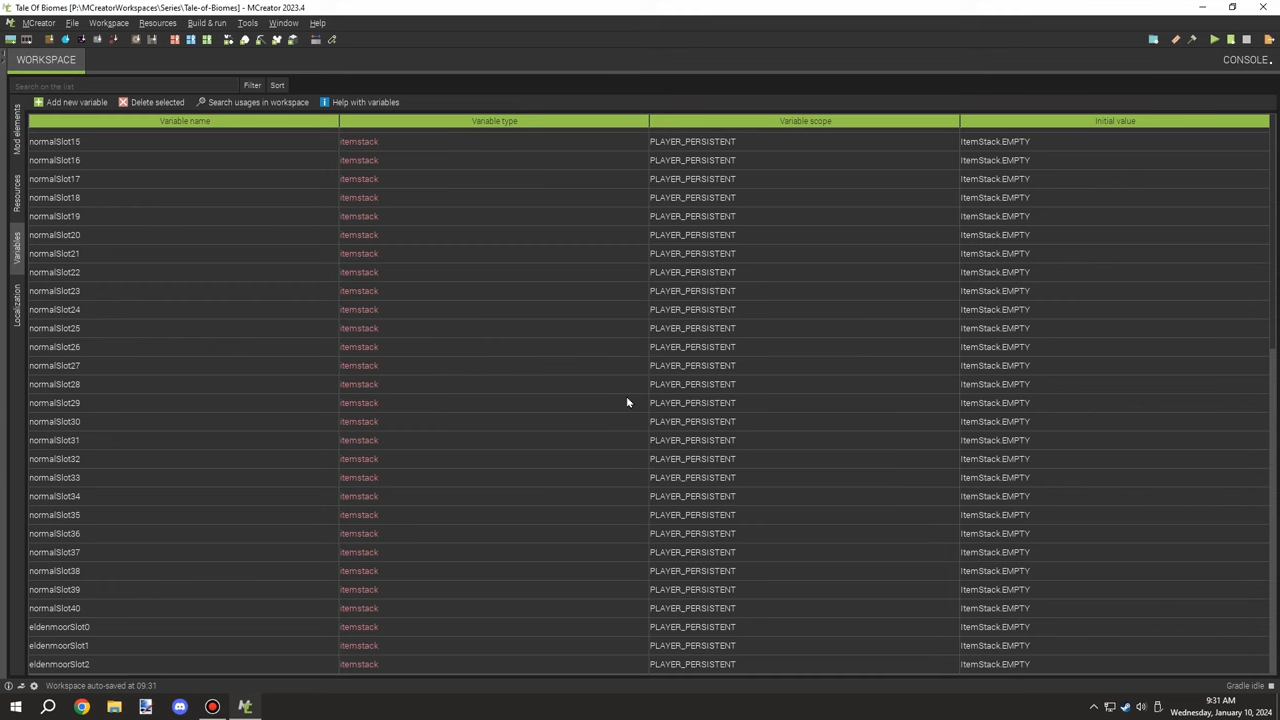 Tale Of Biomes [P:\MCreatorWorkspaces\Series\Tale-of-Biomes] - MCreator 2023.4
MCreator File Workspace Resources Build & run Tools Window Help
WORKSPACE CONSOLE
Search on the list Filter Sort
Add new variable Delete selected Search usages in workspace Help with variables
Variable name Variable type Variable scope Initial value
normalSlot15 itemstack PLAYER_PERSISTENT ItemStack.EMPTY
normalSlot16 itemstack PLAYER_PERSISTENT ItemStack.EMPTY
normalSlot17 itemstack PLAYER_PERSISTENT ItemStack.EMPTY
normalSlot18 itemstack PLAYER_PERSISTENT ItemStack.EMPTY
normalSlot19 itemstack PLAYER_PERSISTENT ItemStack.EMPTY
normalSlot20 itemstack PLAYER_PERSISTENT ItemStack.EMPTY
normalSlot21 itemstack PLAYER_PERSISTENT ItemStack.EMPTY
normalSlot22 itemstack PLAYER_PERSISTENT ItemStack.EMPTY
normalSlot23 itemstack PLAYER_PERSISTENT ItemStack.EMPTY
normalSlot24 itemstack PLAYER_PERSISTENT ItemStack.EMPTY
normalSlot25 itemstack PLAYER_PERSISTENT ItemStack.EMPTY
normalSlot26 itemstack PLAYER_PERSISTENT ItemStack.EMPTY
normalSlot27 itemstack PLAYER_PERSISTENT ItemStack.EMPTY
normalSlot28 itemstack PLAYER_PERSISTENT ItemStack.EMPTY
normalSlot29 itemstack PLAYER_PERSISTENT ItemStack.EMPTY
normalSlot30 itemstack PLAYER_PERSISTENT ItemStack.EMPTY
normalSlot31 itemstack PLAYER_PERSISTENT ItemStack.EMPTY
normalSlot32 itemstack PLAYER_PERSISTENT ItemStack.EMPTY
normalSlot33 itemstack PLAYER_PERSISTENT ItemStack.EMPTY
normalSlot34 itemstack PLAYER_PERSISTENT ItemStack.EMPTY
normalSlot35 itemstack PLAYER_PERSISTENT ItemStack.EMPTY
normalSlot36 itemstack PLAYER_PERSISTENT ItemStack.EMPTY
normalSlot37 itemstack PLAYER_PERSISTENT ItemStack.EMPTY
normalSlot38 itemstack PLAYER_PERSISTENT ItemStack.EMPTY
normalSlot39 itemstack PLAYER_PERSISTENT ItemStack.EMPTY
normalSlot40 itemstack PLAYER_PERSISTENT ItemStack.EMPTY
eldenmoorSlot0 itemstack PLAYER_PERSISTENT ItemStack.EMPTY
eldenmoorSlot1 itemstack PLAYER_PERSISTENT ItemStack.EMPTY
eldenmoorSlot2 itemstack PLAYER_PERSISTENT ItemStack.EMPTY
Mod elements
Resources
Variables
Localization
Workspace auto-saved at 09:31 Gradle idle
9:31 AM
Wednesday, January 10, 2024